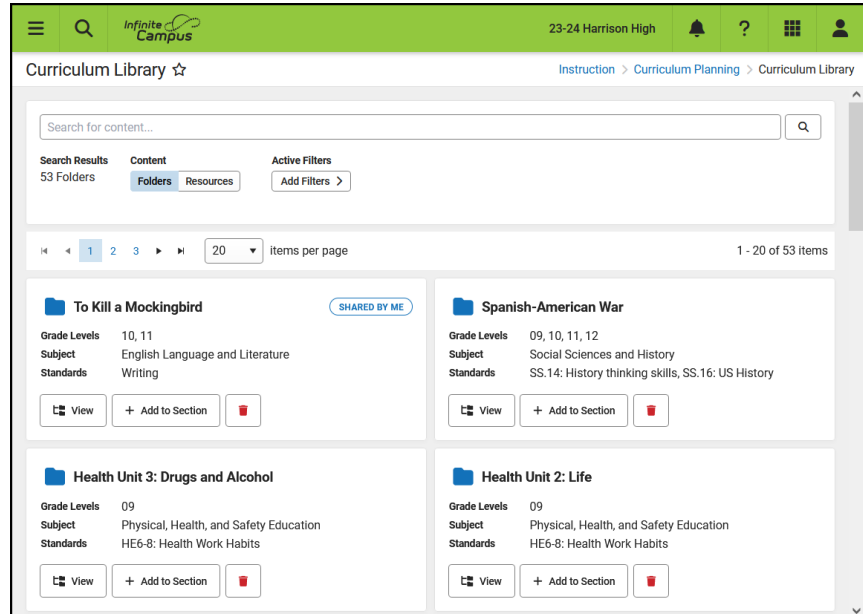 Infinite Campus
23-24 Harrison High
?
Curriculum Library
Instruction > Curriculum Planning > Curriculum Library
Search for content...
Search Results
53 Folders
Content
Folders Resources
Active Filters
Add Filters >
1 2 3 20 items per page 1 - 20 of 53 items
To Kill a Mockingbird SHARED BY ME
Grade Levels 10, 11
Subject English Language and Literature
Standards Writing
View + Add to Section
Spanish-American War
Grade Levels 09, 10, 11, 12
Subject Social Sciences and History
Standards SS.14: History thinking skills, SS.16: US History
View + Add to Section
Health Unit 3: Drugs and Alcohol
Grade Levels 09
Subject Physical, Health, and Safety Education
Standards HE6-8: Health Work Habits
View + Add to Section
Health Unit 2: Life
Grade Levels 09
Subject Physical, Health, and Safety Education
Standards HE6-8: Health Work Habits
View + Add to Section